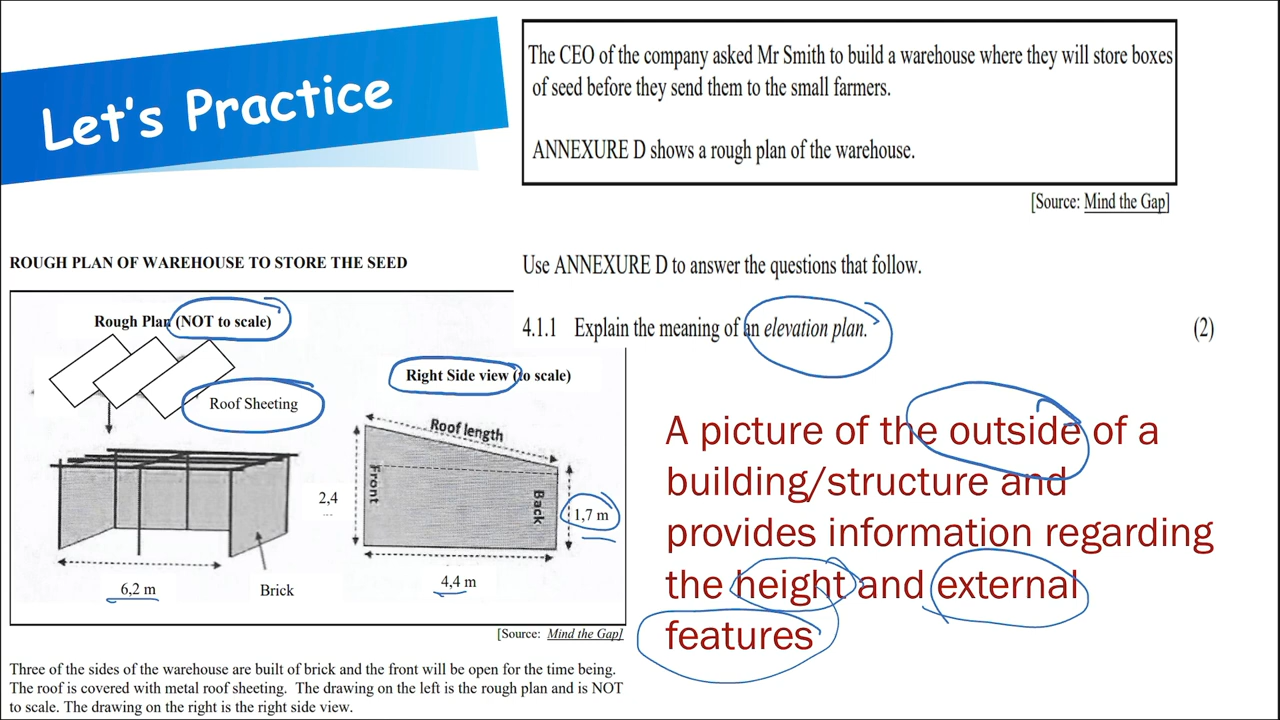 Let's Practice
The CEO of the company asked Mr Smith to build a warehouse where they will store boxes
of seed before they send them to the small farmers.
ANNEXURE D shows a rough plan of the warehouse.
[Source: Mind the Gap]
ROUGH PLAN OF WAREHOUSE TO STORE THE SEED
Rough Plan (NOT to scale)
Roof Sheeting
Right Side view (to scale)
Roof length
Front
Back
2,4
1,7 m
6,2 m
Brick
4,4 m
[Source: Mind the Gap]
Three of the sides of the warehouse are built of brick and the front will be open for the time being.
The roof is covered with metal roof sheeting. The drawing on the left is the rough plan and is NOT
to scale. The drawing on the right is the right side view.
Use ANNEXURE D to answer the questions that follow.
4.1.1 Explain the meaning of an elevation plan. (2)
A picture of the outside of a
building/structure and
provides information regarding
the height and external
features